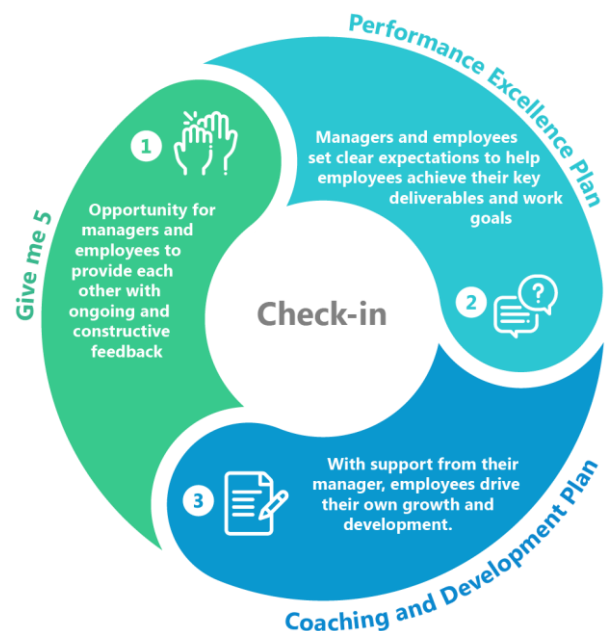 Give me 5
1
Opportunity for
managers and
employees to
provide each
other with
ongoing and
constructive
feedback
Performance Excellence Plan
Managers and employees
set clear expectations to help
employees achieve their key
deliverables and work
goals
2
?
Check-in
3
With support from their
manager, employees drive
their own growth and
development.
Coaching and Development Plan